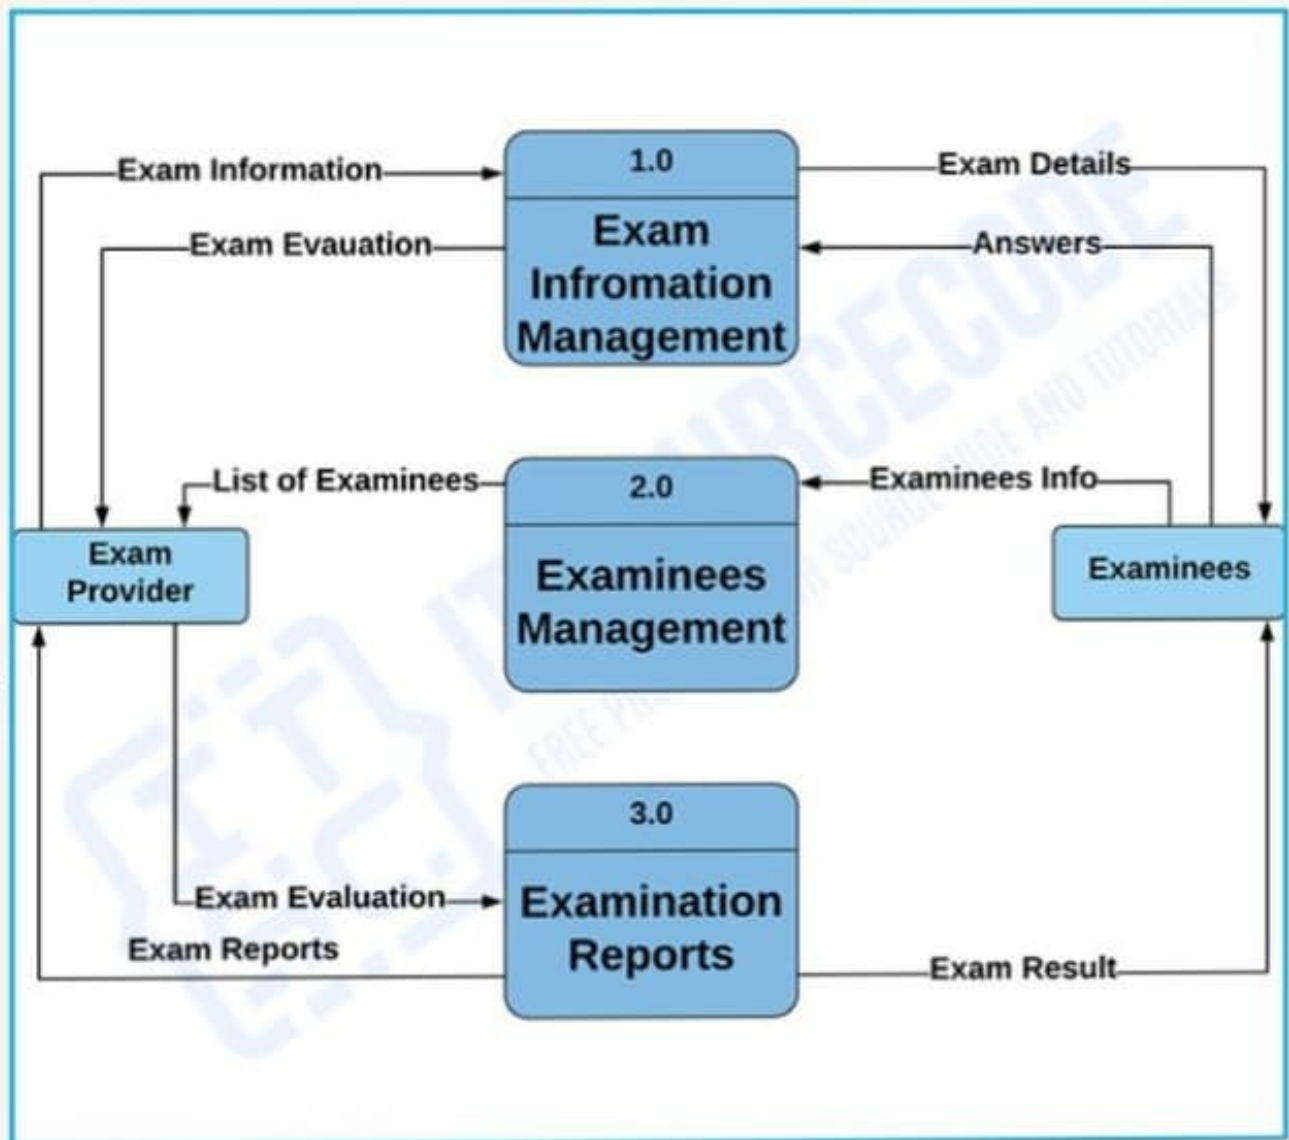 1.0
Exam Information
Exam Details
Exam
Infromation
Management
Exam Evauation
Answers
List of Examinees
2.0
Examinees Info
Exam
Provider
Examinees
Management
Examinees
3.0
Exam Evaluation
Examination
Reports
Exam Reports
Exam Result